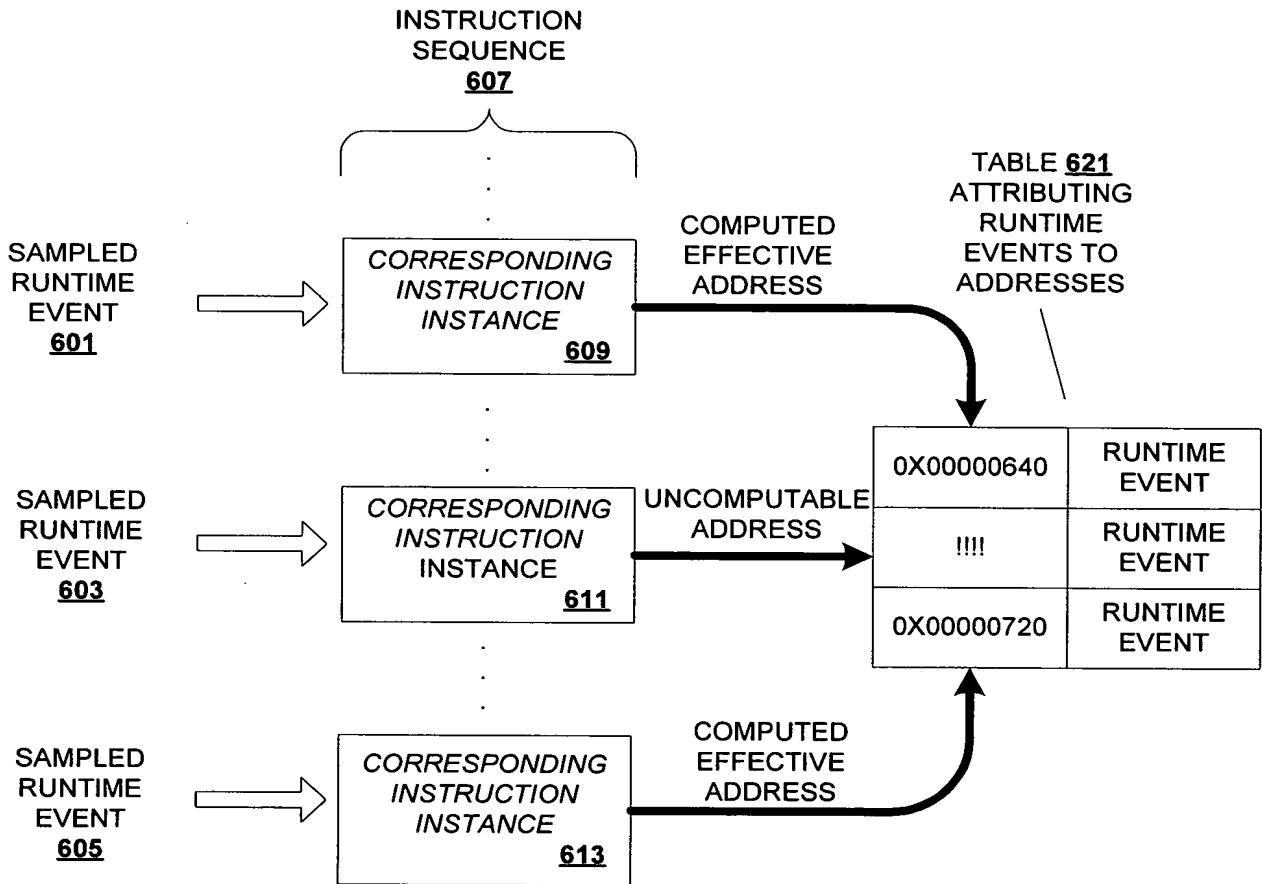 INSTRUCTION
SEQUENCE
607
TABLE 621
ATTRIBUTING
RUNTIME
EVENTS TO
ADDRESSES
SAMPLED
RUNTIME
EVENT
601
CORRESPONDING
INSTRUCTION
INSTANCE
609
COMPUTED
EFFECTIVE
ADDRESS
SAMPLED
RUNTIME
EVENT
603
CORRESPONDING
INSTRUCTION
INSTANCE
611
UNCOMPUTABLE
ADDRESS
0X00000640
RUNTIME
EVENT
!!!!
RUNTIME
EVENT
0X00000720
RUNTIME
EVENT
SAMPLED
RUNTIME
EVENT
605
CORRESPONDING
INSTRUCTION
INSTANCE
613
COMPUTED
EFFECTIVE
ADDRESS